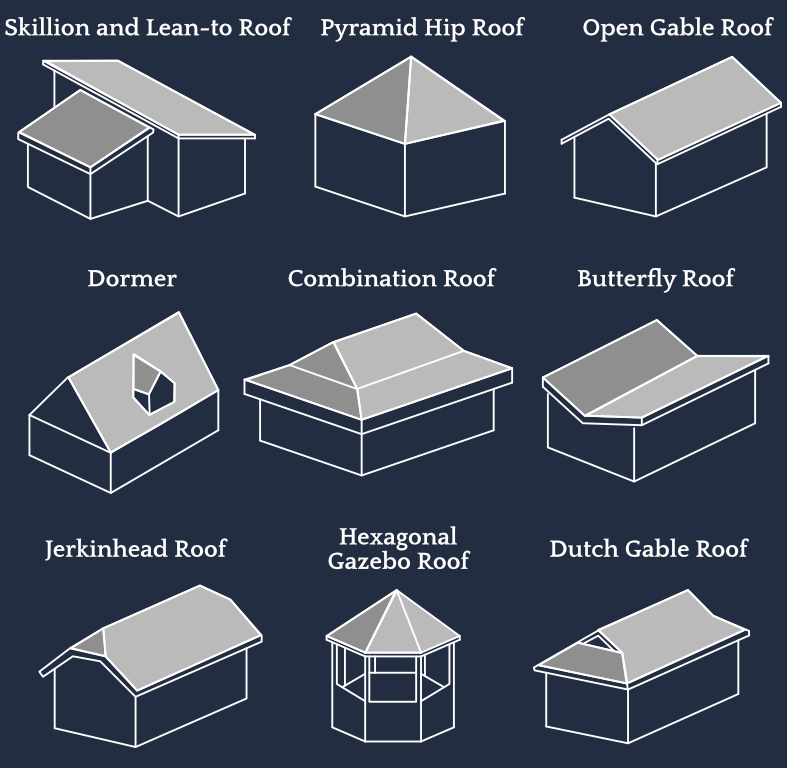 Skillion and Lean-to Roof
Pyramid Hip Roof
Open Gable Roof
Dormer
Combination Roof
Butterfly Roof
Jerkinhead Roof
Hexagonal
Gazebo Roof
Dutch Gable Roof